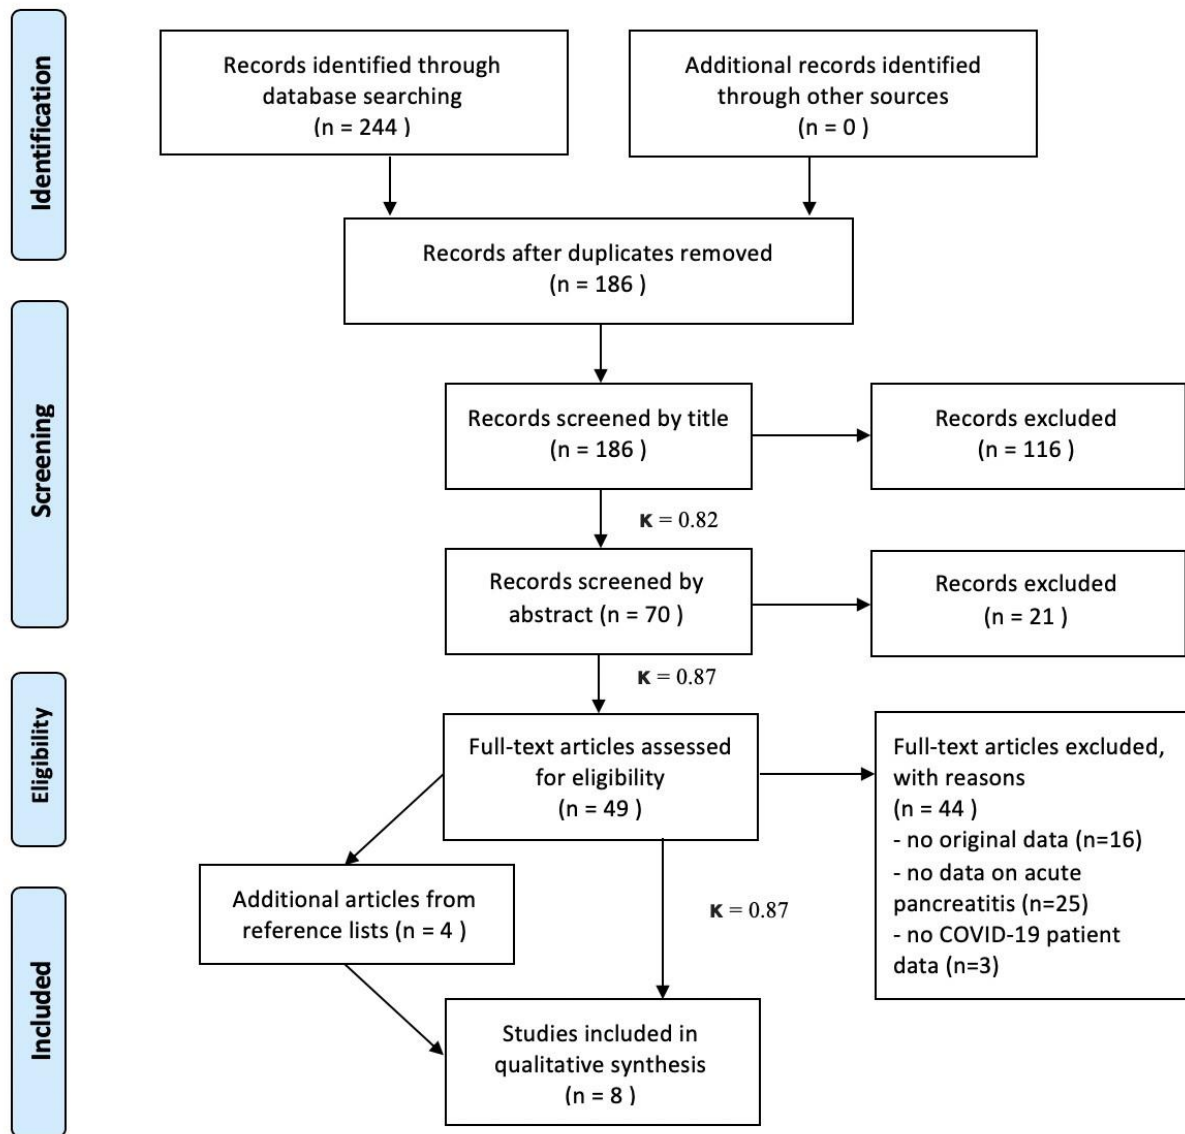 Identification
Records identified through
database searching
(n = 244 )
Additional records identified
through other sources
(n = 0 )
Records after duplicates removed
(n = 186 )
Screening
Records screened by title
(n = 186 )
Records excluded
(n = 116 )
κ = 0.82
Records screened by
abstract (n = 70 )
Records excluded
(n = 21 )
κ = 0.87
Eligibility
Full-text articles assessed
for eligibility
(n = 49 )
Full-text articles excluded,
with reasons
(n = 44 )
- no original data (n=16)
- no data on acute
pancreatitis (n=25)
- no COVID-19 patient
data (n=3)
Additional articles from
reference lists (n = 4 )
κ = 0.87
Included
Studies included in
qualitative synthesis
(n = 8 )